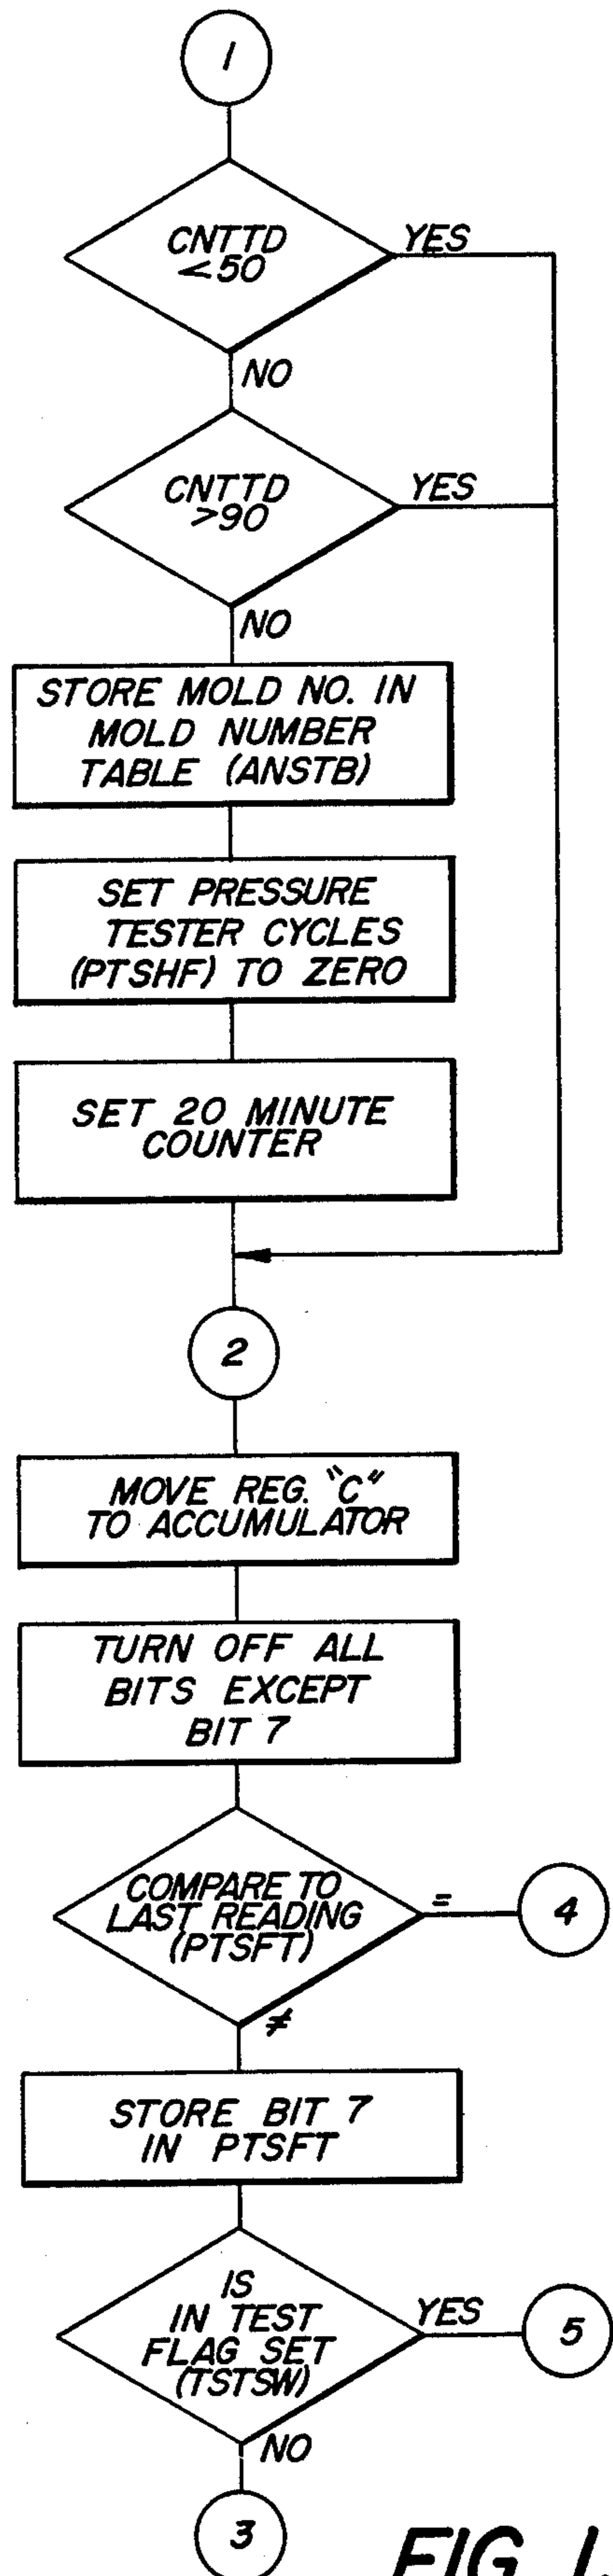 1
CNTTD
<50
YES
NO
CNTTD
>90
YES
NO
STORE MOLD NO. IN
MOLD NUMBER
TABLE (ANSTB)
SET PRESSURE
TESTER CYCLES
(PTSHF) TO ZERO
SET 20 MINUTE
COUNTER
2
MOVE REG. "C"
TO ACCUMULATOR
TURN OFF ALL
BITS EXCEPT
BIT 7
COMPARE TO
LAST READING
(PTSFT)
=
4
≠
STORE BIT 7
IN PTSFT
IS
IN TEST
FLAG SET
(TSTSW)
YES
5
NO
3
FIG. 1.